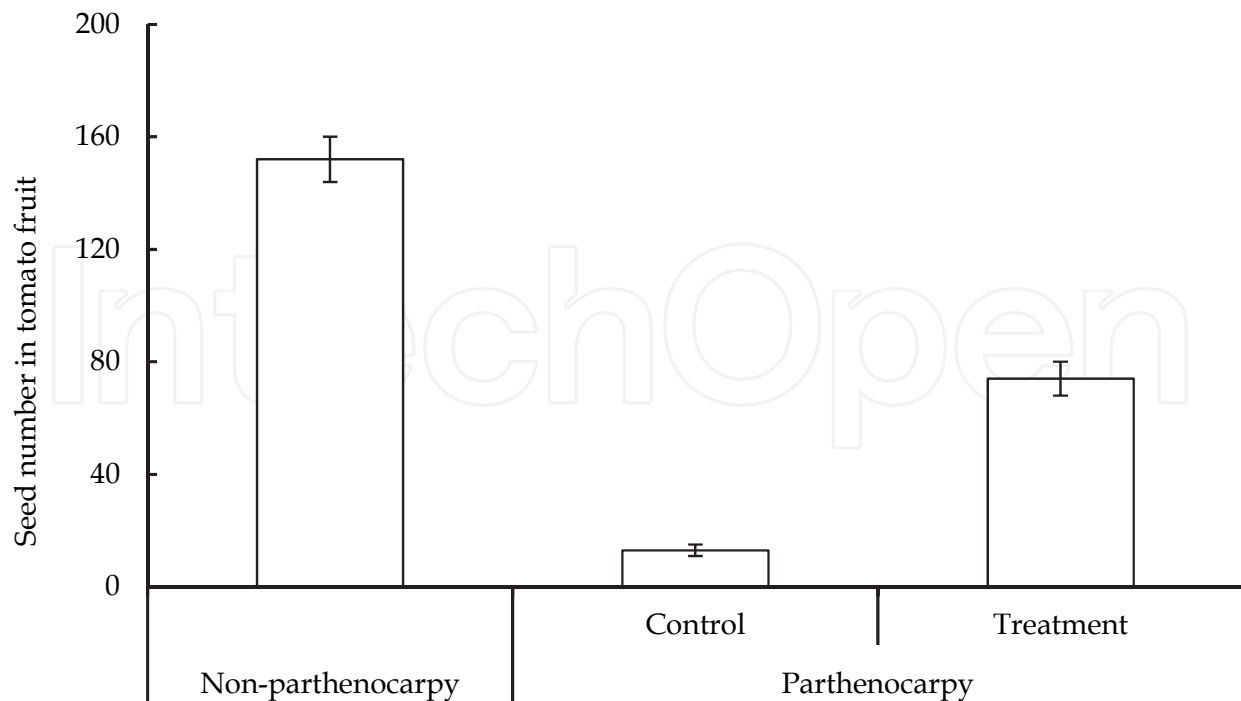 200
160
120
80
40
0
Seed number in tomato fruit
IntechOpen
Control
Treatment
Non-parthenocarpy
Parthenocarpy